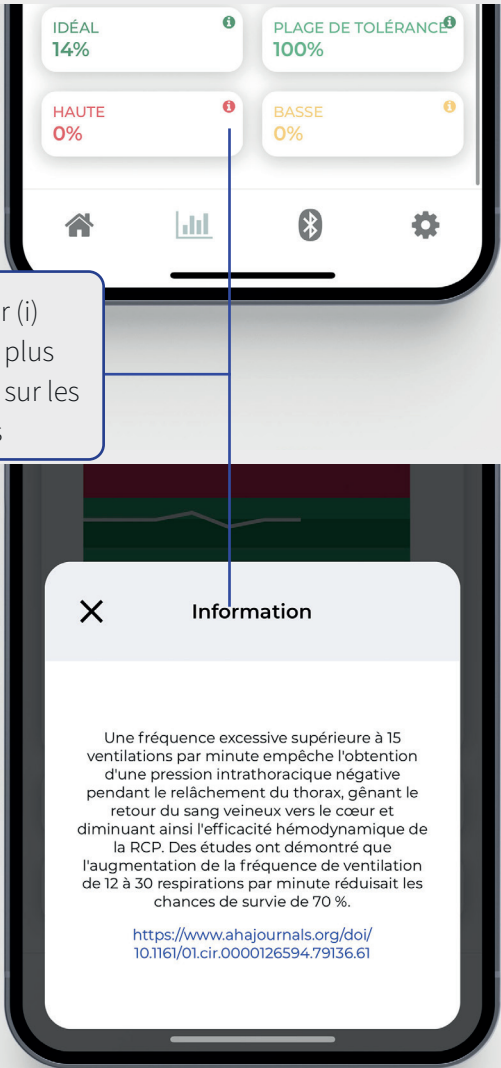 IDÉAL
14%
PLAGE DE TOLÉRANCE
100%
HAUTE
0%
BASSE
0%
r (i)
plus
sur les
s
Information
Une fréquence excessive supérieure à 15
ventilations par minute empêche l'obtention
d'une pression intrathoracique négative
pendant le relâchement du thorax, gênant le
retour du sang veineux vers le cœur et
diminuant ainsi l'efficacité hémodynamique de
la RCP. Des études ont démontré que
l'augmentation de la fréquence de ventilation
de 12 à 30 respirations par minute réduisait les
chances de survie de 70 %.
https://www.ahajournals.org/doi/
10.1161/01.cir.0000126594.79136.61